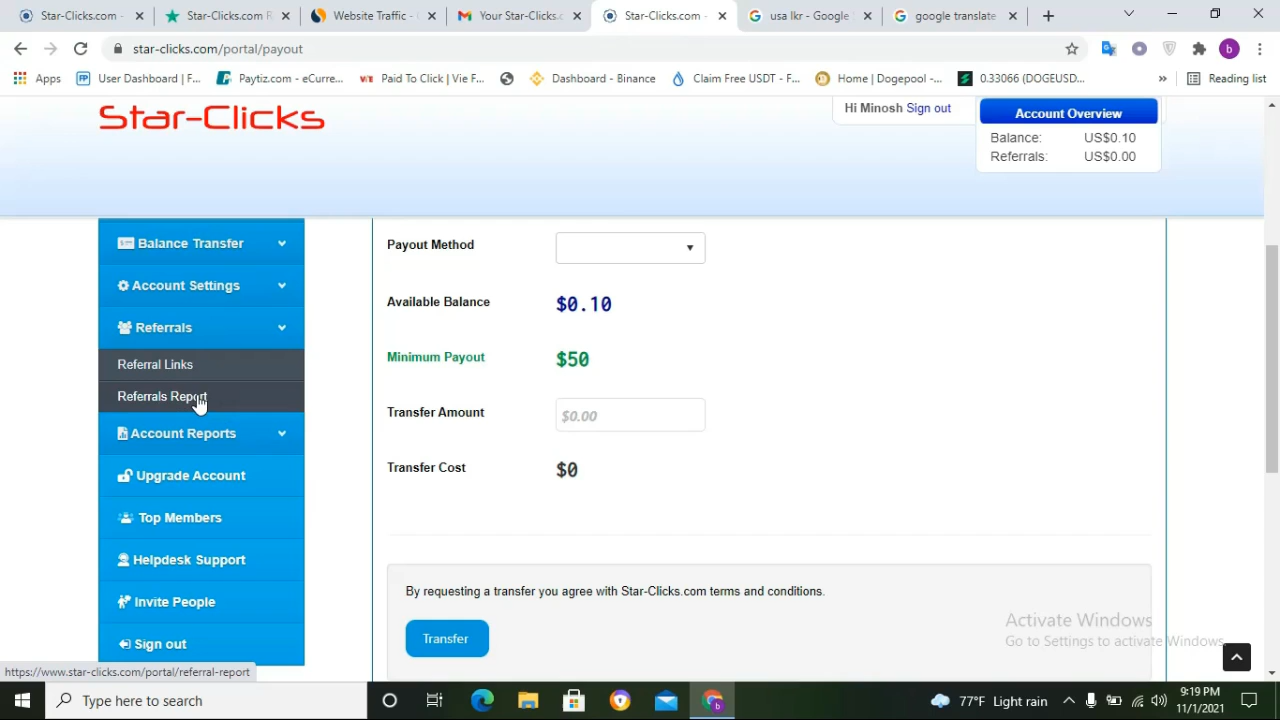 Star-Clicks.com -
Star-Clicks.com R
Website Traffic -
Your Star-Clicks.c
Star-Clicks.com -
usa lkr - Google
google translate
star-clicks.com/portal/payout
b
Apps
User Dashboard | F...
Paytiz.com - eCurre...
Paid To Click | Vie F...
Dashboard - Binance
Claim Free USDT - F...
Home | Dogepool -...
0.33066 (DOGEUSD...
»
Reading list
Star-Clicks
Hi Minosh Sign out
Account Overview
Balance: US$0.10
Referrals: US$0.00
Balance Transfer
Account Settings
Referrals
Referral Links
Referrals Report
Account Reports
Upgrade Account
Top Members
Helpdesk Support
Invite People
Sign out
Payout Method
Available Balance $0.10
Minimum Payout $50
Transfer Amount $0.00
Transfer Cost $0
By requesting a transfer you agree with Star-Clicks.com terms and conditions.
Transfer
Activate Windows
Go to Settings to activate Windows.
https://www.star-clicks.com/portal/referral-report
Type here to search
77°F Light rain
9:19 PM
11/1/2021